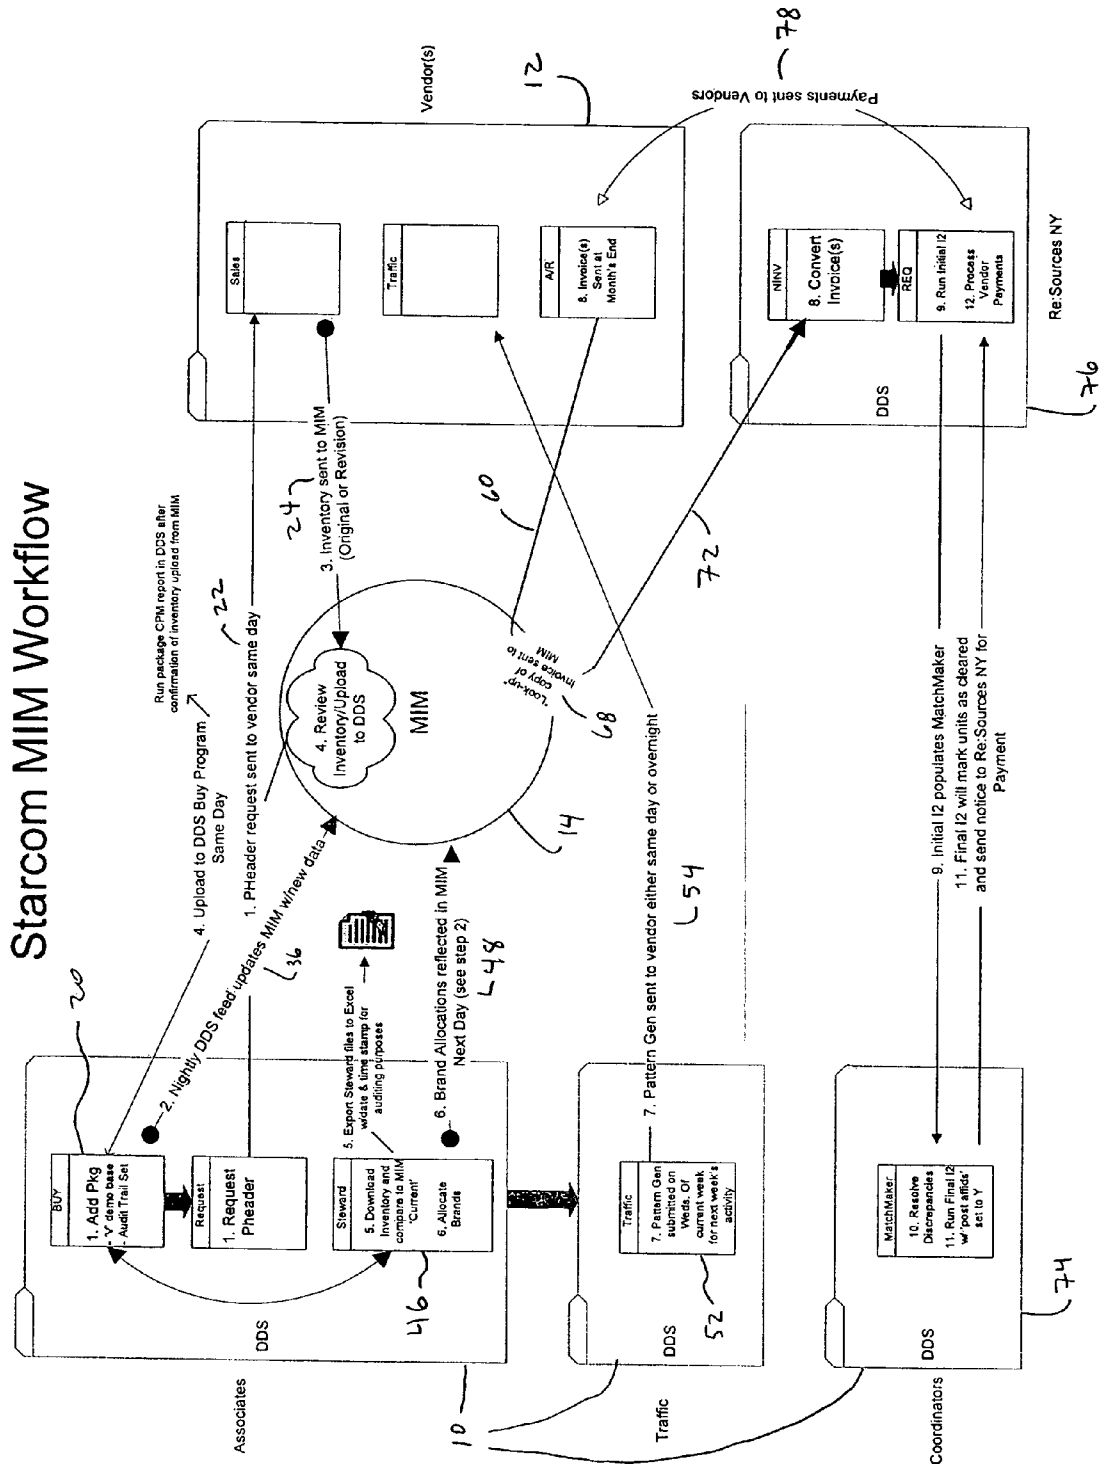 Starcom MIM Workflow
Associates
10
DDS
20
BUY
1. Add Pkg
- 'V' demo base
- Audit Trail Set
Request
1. Request
Pheader
Steward
5. Download
Inventory and
compare to MIM
'Current'
6. Allocate
Brands
46
4. Upload to DDS Buy Program
Same Day
Run package CPM report in DDS after
confirmation of inventory upload from MIM
2. Nightly DDS feed updates MIM w/new data
36
1. PHeader request sent to vendor same day
22
5. Export Steward files to Excel
w/date & time stamp for
auditing purposes
6. Brand Allocations reflected in MIM
Next Day (see step 2)
48
4. Review
Inventory/Upload
to DDS
MIM
14
24
3. Inventory sent to MIM
(Original or Revision)
"Look-up"
copy of
Invoice sent to
MIM
68
60
72
Vendor(s)
12
Sales
Traffic
A/R
8. Invoice(s)
Sent at
Month's End
Payments sent to Vendors
78
Traffic
DDS
Traffic
7. Pattern Gen
submitted on
Weds. Of
current week
for next week's
activity
52
7. Pattern Gen sent to vendor either same day or overnight
54
NINV
8. Convert
Invoice(s)
REQ
9. Run Initial I2
12. Process
Vendor
Payments
DDS
Re:Sources NY
76
Coordinators
DDS
MatchMaker
10. Resolve
Discrepancies
11. Run Final I2
w/'post affids'
set to Y
74
9. Initial I2 populates MatchMaker
11. Final I2 will mark units as cleared
and send notice to Re:Sources NY for
Payment